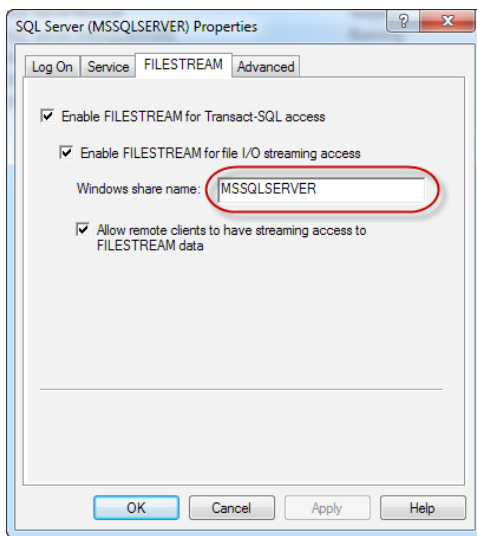 SQL Server (MSSQLSERVER) Properties
Log On Service FILESTREAM Advanced
Enable FILESTREAM for Transact-SQL access
Enable FILESTREAM for file I/O streaming access
Windows share name: MSSQLSERVER
Allow remote clients to have streaming access to
FILESTREAM data
OK Cancel Apply Help